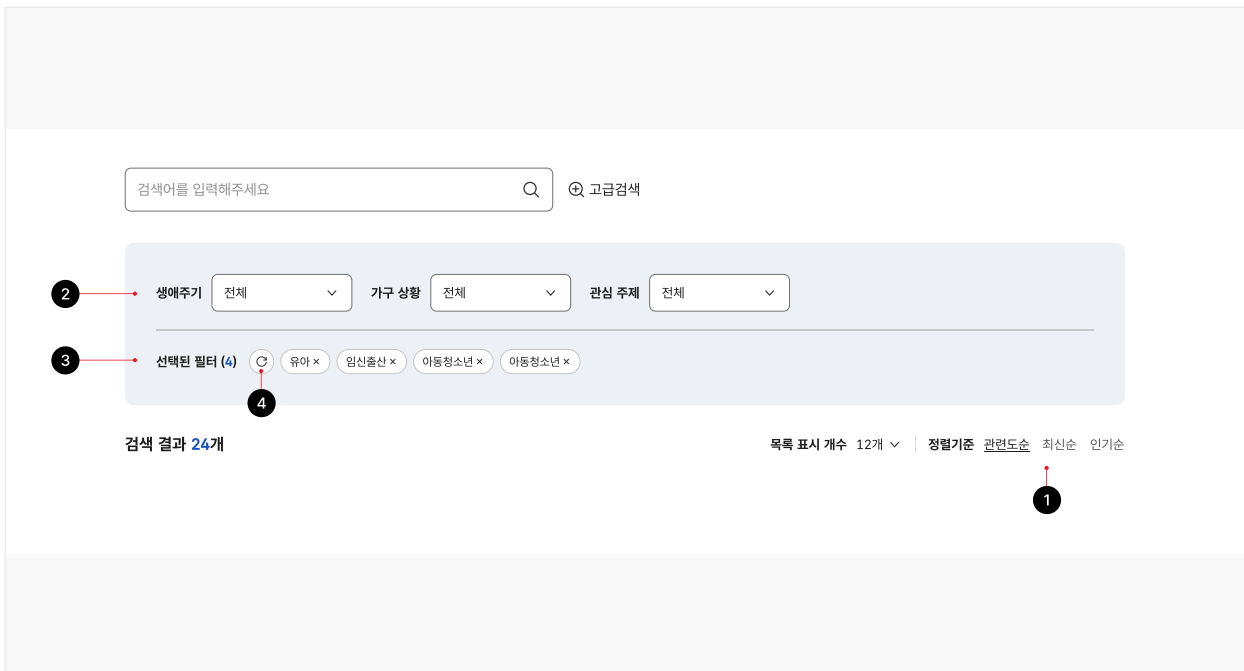 검색어를 입력해주세요 고급검색
2 생애주기 전체 가구 상황 전체 관심 주제 전체
3 선택된 필터 (4) 유아 × 임신출산 × 아동청소년 × 아동청소년 ×
4
검색 결과 24개 목록 표시 개수 12개 정렬기준 관련도순 최신순 인기순
1